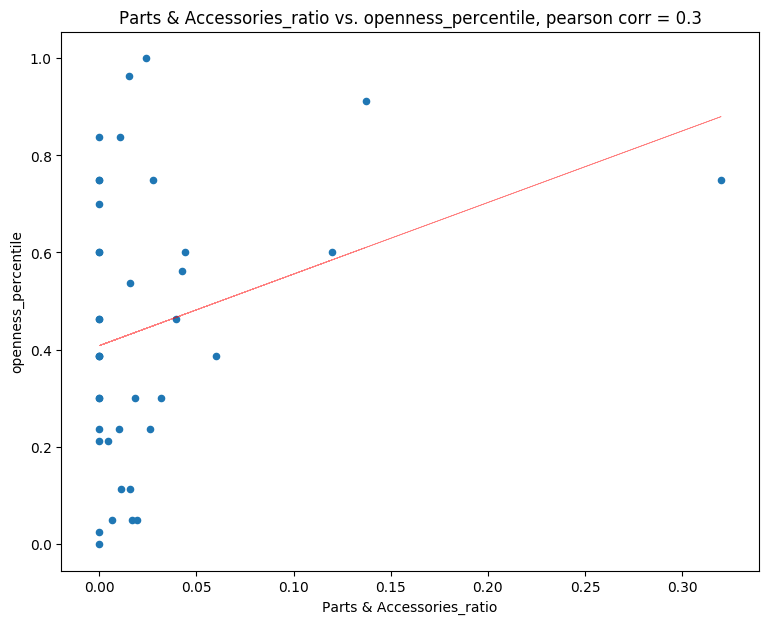 Parts & Accessories_ratio vs. openness_percentile, pearson corr = 0.3
1.0
0.8
0.6
0.4
0.2
0.0
openness_percentile
0.00 0.05 0.10 0.15 0.20 0.25 0.30
Parts & Accessories_ratio